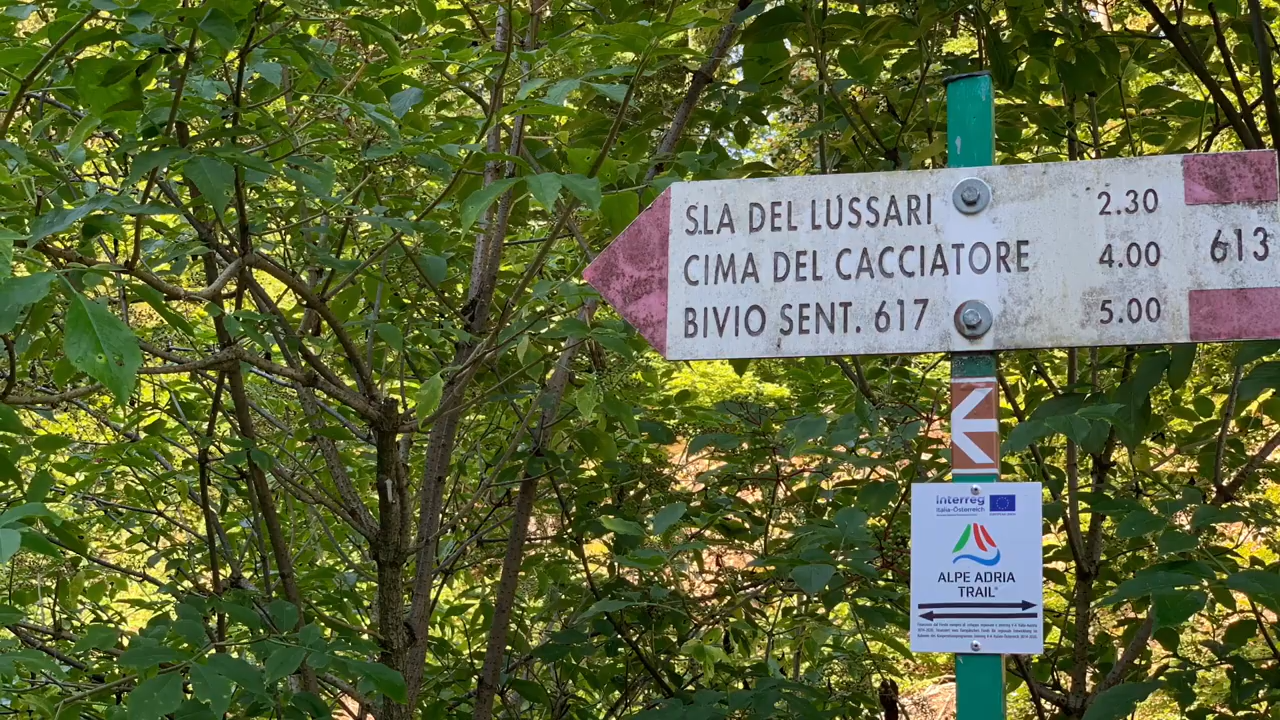 S.LA DEL LUSSARI 2.30
CIMA DEL CACCIATORE 4.00 613
BIVIO SENT. 617 5.00
Interreg
Italia-Österreich
ALPE ADRIA
TRAIL®